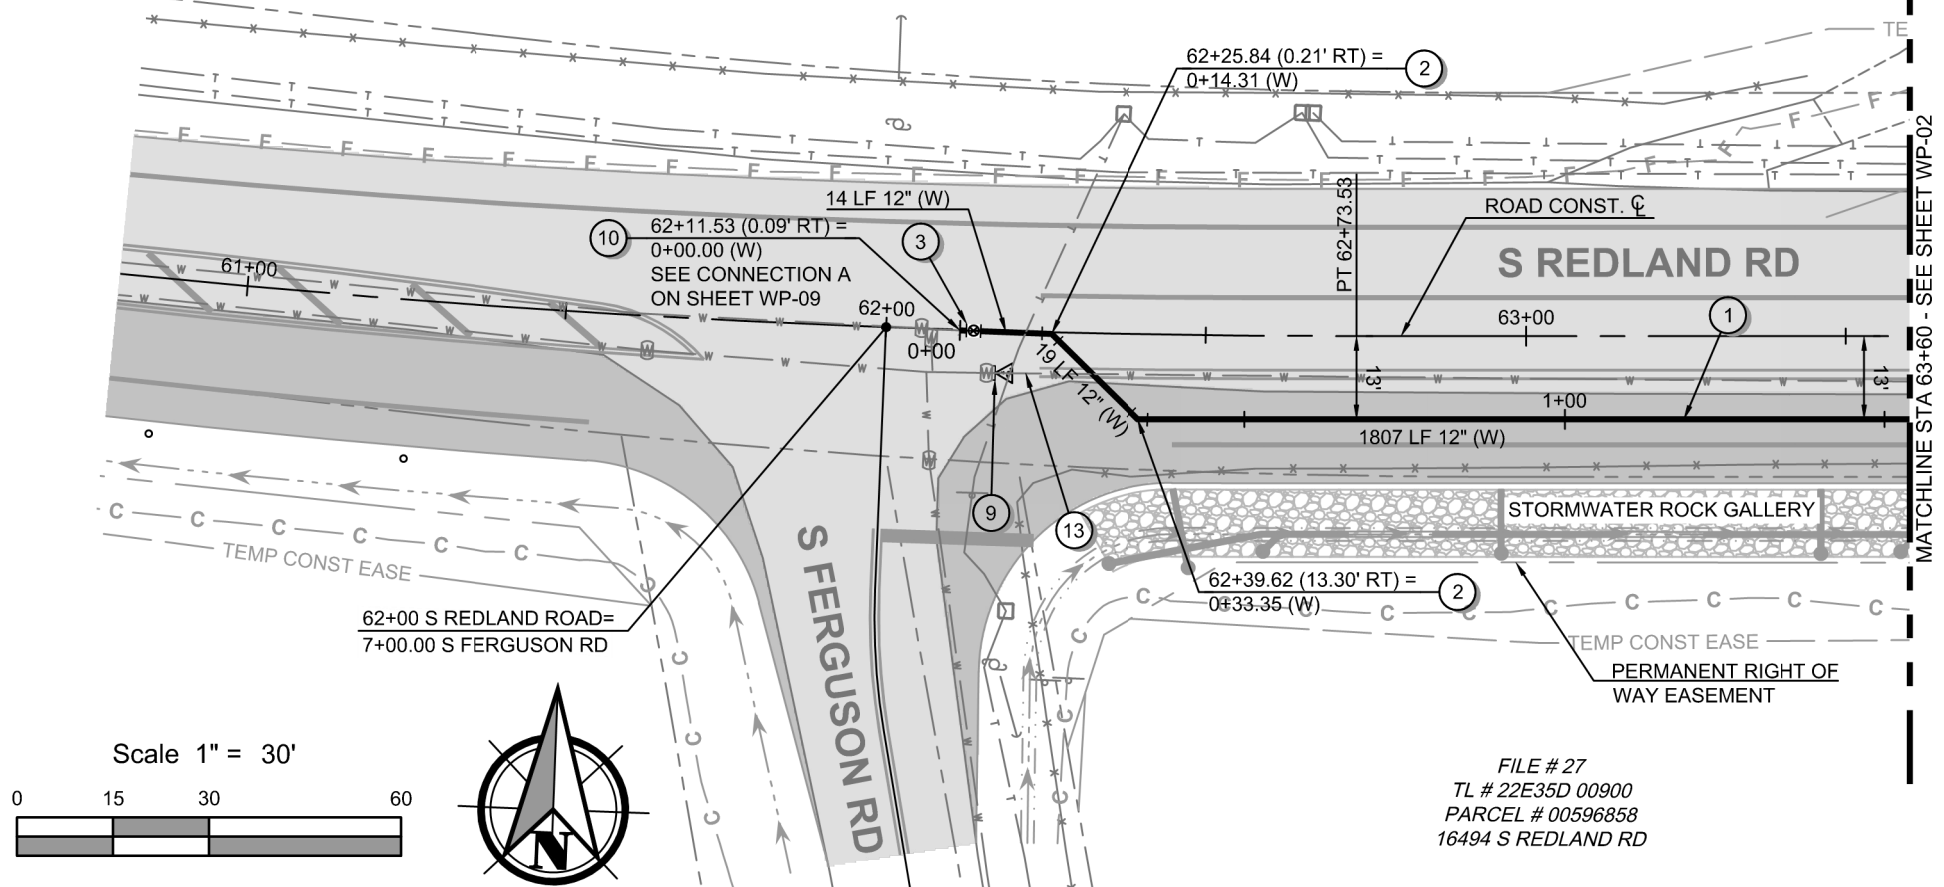 TE
62+25.84 (0.21' RT) =
0+14.31 (W)
2
14 LF 12" (W)
10
62+11.53 (0.09' RT) =
0+00.00 (W)
SEE CONNECTION A
ON SHEET WP-09
3
PT 62+73.53
ROAD CONST. ℄
S REDLAND RD
MATCHLINE STA 63+60 - SEE SHEET WP-02
61+00
62+00
0+00
63+00
1
19 LF 12" (W)
13'
13'
1+00
1807 LF 12" (W)
9
13
STORMWATER ROCK GALLERY
TEMP CONST EASE
S FERGUSON RD
62+39.62 (13.30' RT) =
0+33.35 (W)
2
62+00 S REDLAND ROAD=
7+00.00 S FERGUSON RD
TEMP CONST EASE
PERMANENT RIGHT OF
WAY EASEMENT
Scale 1" = 30'
0 15 30 60
N
FILE # 27
TL # 22E35D 00900
PARCEL # 00596858
16494 S REDLAND RD